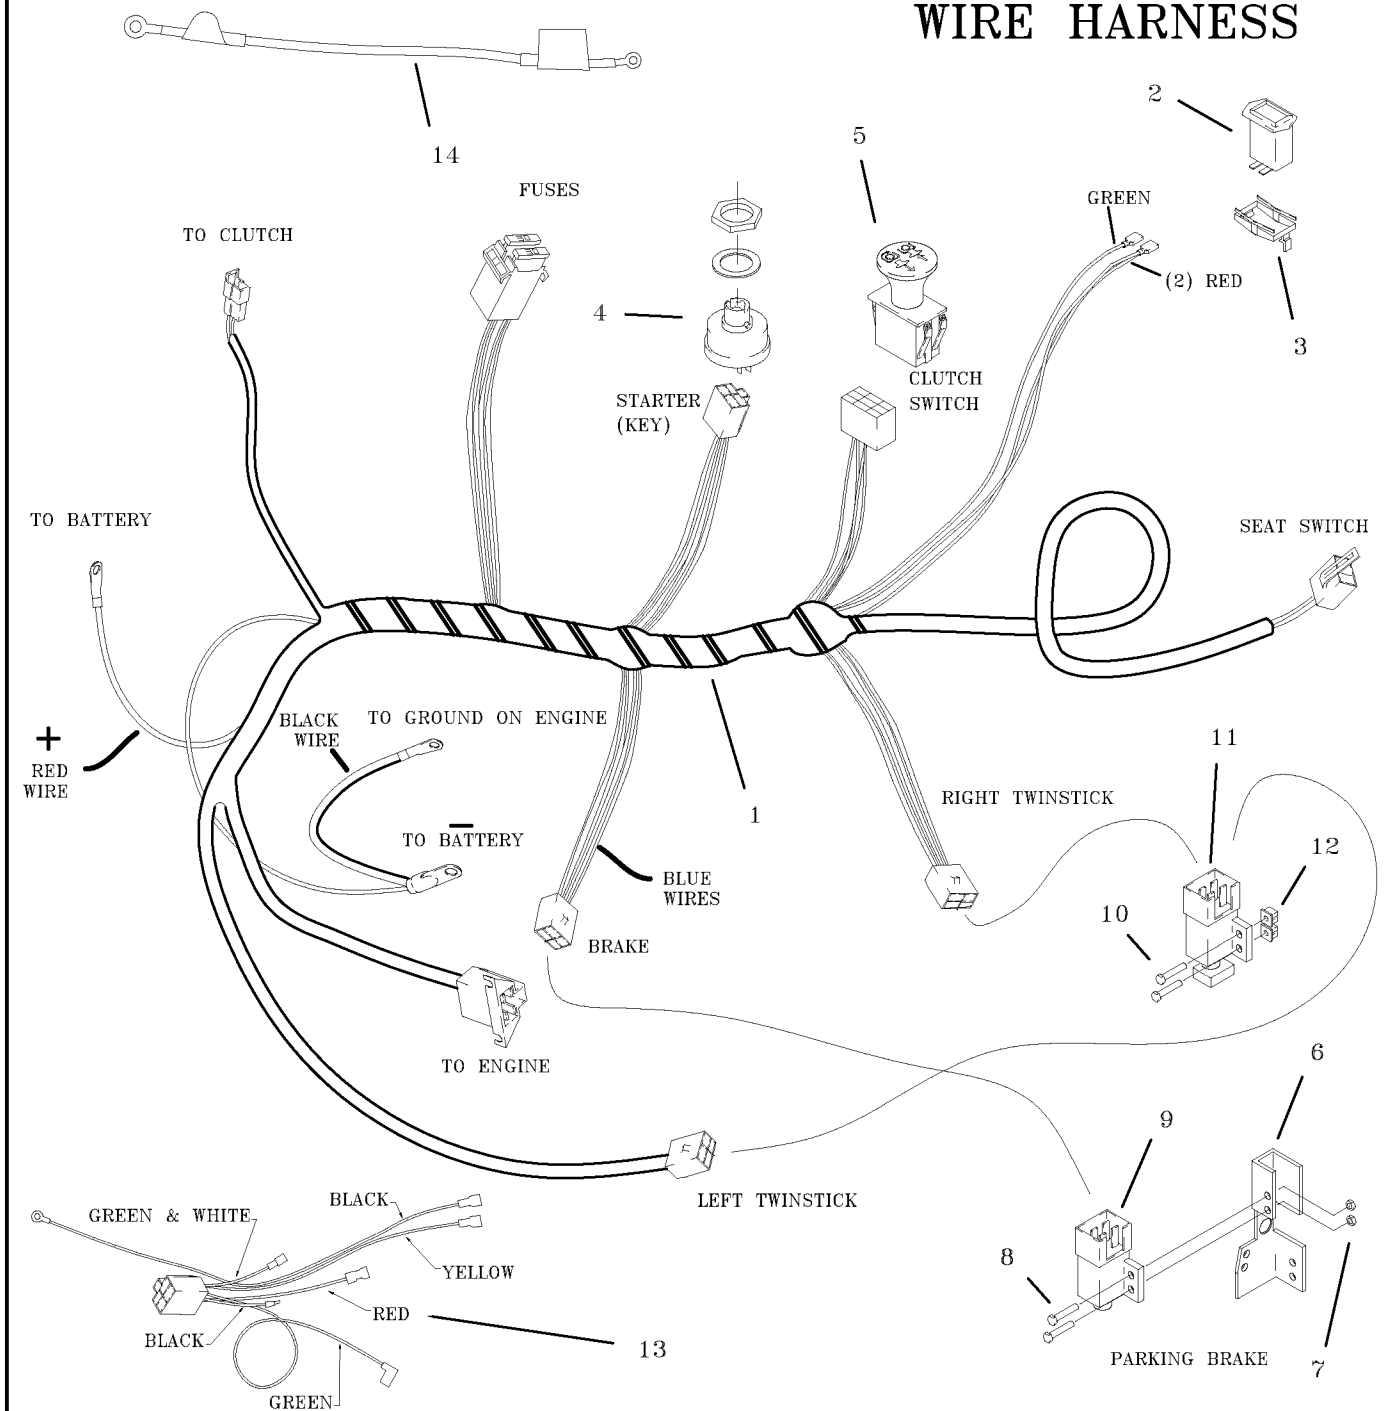 WIRE HARNESS
14
2
5
FUSES
GREEN
TO CLUTCH
(2) RED
4
3
CLUTCH
SWITCH
STARTER
(KEY)
TO BATTERY
SEAT SWITCH
TO GROUND ON ENGINE
BLACK
WIRE
+
RED
WIRE
11
1
RIGHT TWINSTICK
−
TO BATTERY
12
BLUE
WIRES
10
BRAKE
TO ENGINE
6
9
LEFT TWINSTICK
BLACK
GREEN & WHITE
YELLOW
8
RED
BLACK
13
PARKING BRAKE
7
GREEN